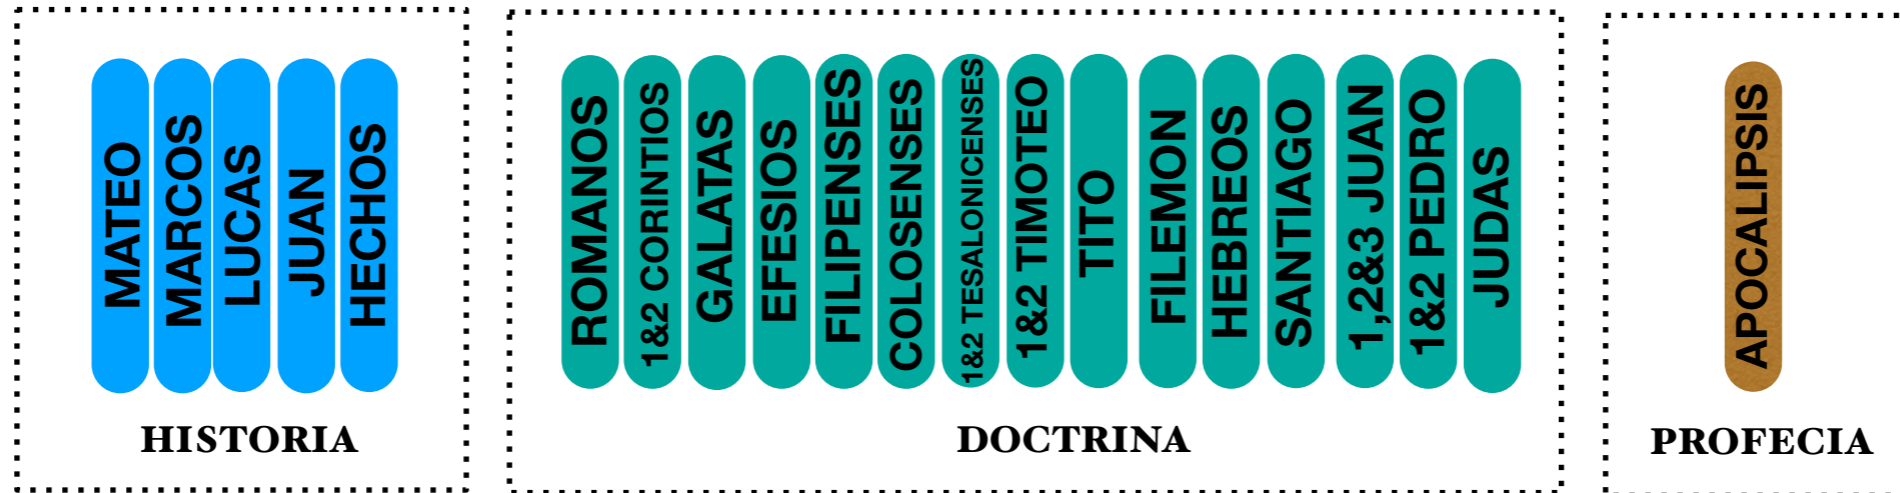 MATEO
MARCOS
LUCAS
JUAN
HECHOS
HISTORIA
ROMANOS
1&2 CORINTIOS
GALATAS
EFESIOS
FILIPENSES
COLOSENSES
1&2 TESALONICENSES
1&2 TIMOTEO
TITO
FILEMON
HEBREOS
SANTIAGO
1,2&3 JUAN
1&2 PEDRO
JUDAS
DOCTRINA
APOCALIPSIS
PROFECIA